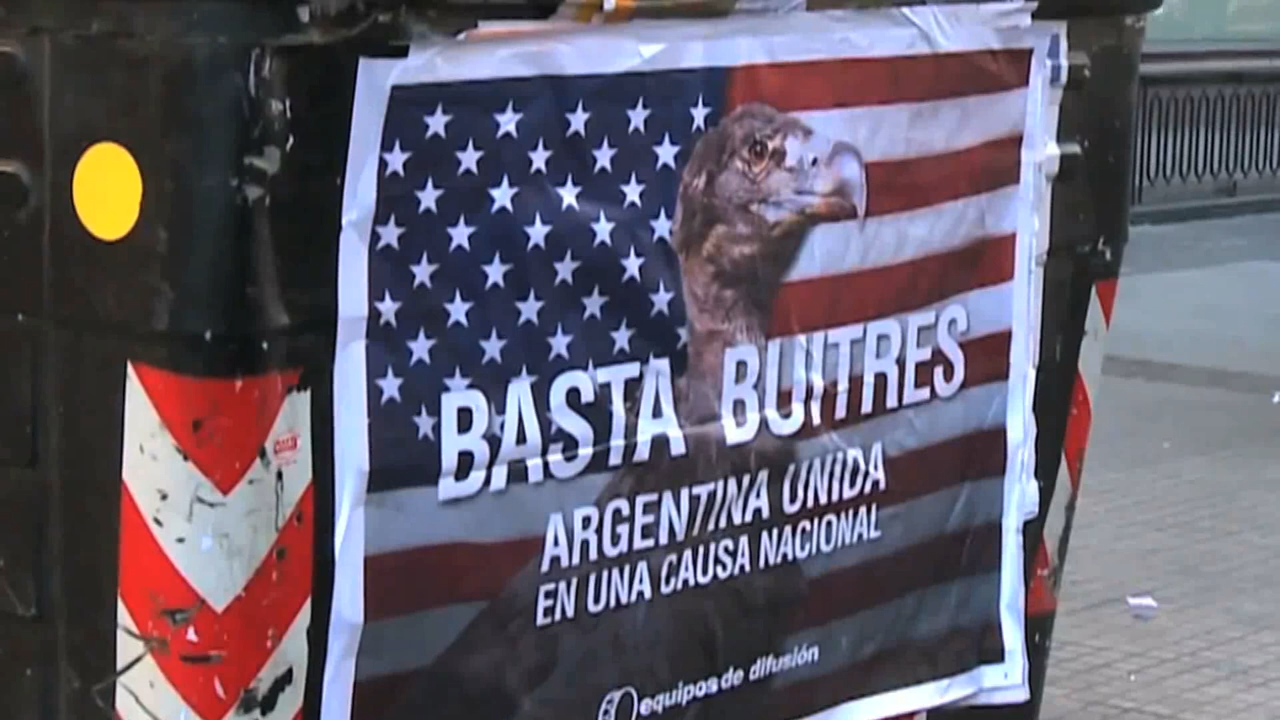 BASTA BUITRES
ARGENTINA UNIDA
EN UNA CAUSA NACIONAL
equipos de difusión